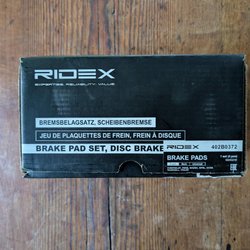 RIDEX
EXPERTISE. RELIABILITY. VALUE
BREMSBELAGSATZ, SCHEIBENBREMSE
JEU DE PLAQUETTES DE FREIN, FREIN À DISQUE
BRAKE PAD SET, DISC BRAKE
RIDEX 402B0372
BRAKE PADS